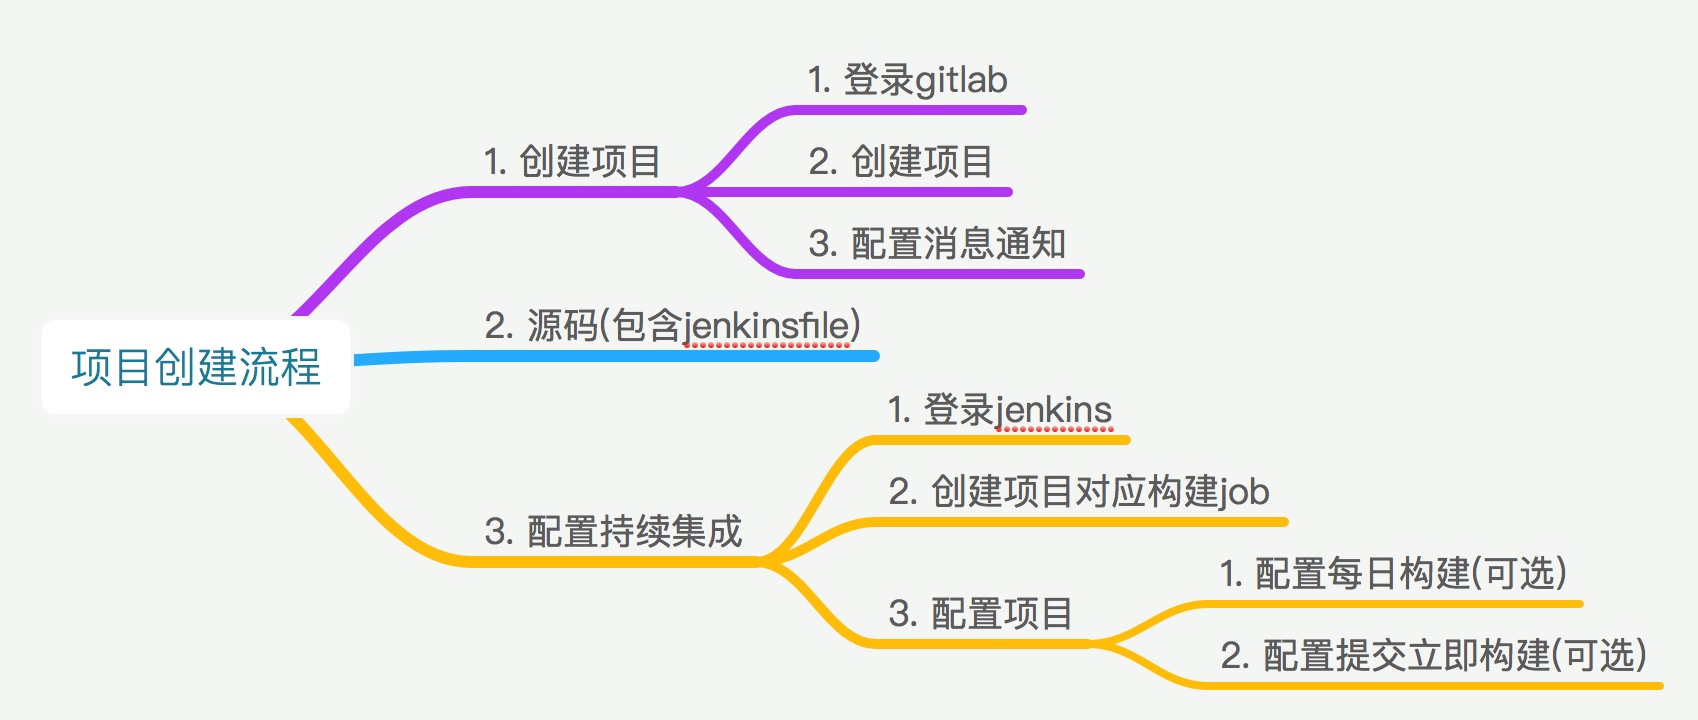 项目创建流程
1. 创建项目
1. 登录gitlab
2. 创建项目
3. 配置消息通知
2. 源码(包含jenkinsfile)
3. 配置持续集成
1. 登录jenkins
2. 创建项目对应构建job
3. 配置项目
1. 配置每日构建(可选)
2. 配置提交立即构建(可选)